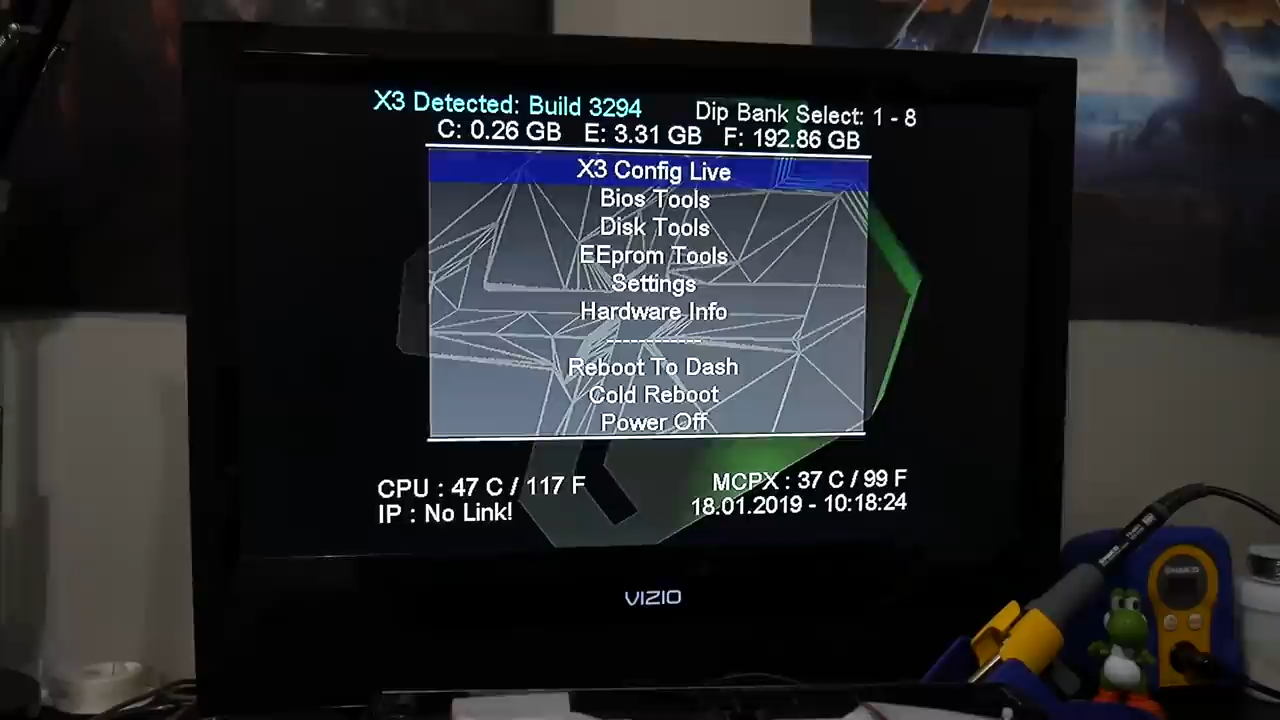 X3 Detected: Build 3294
Dip Bank Select: 1 - 8
C: 0.26 GB E: 3.31 GB F: 192.86 GB
X3 Config Live
Bios Tools
Disk Tools
EEprom Tools
Settings
Hardware Info
------------
Reboot To Dash
Cold Reboot
Power Off
CPU : 47 C / 117 F
MCPX : 37 C / 99 F
IP : No Link!
18.01.2019 - 10:18:24
VIZIO
HAKKO